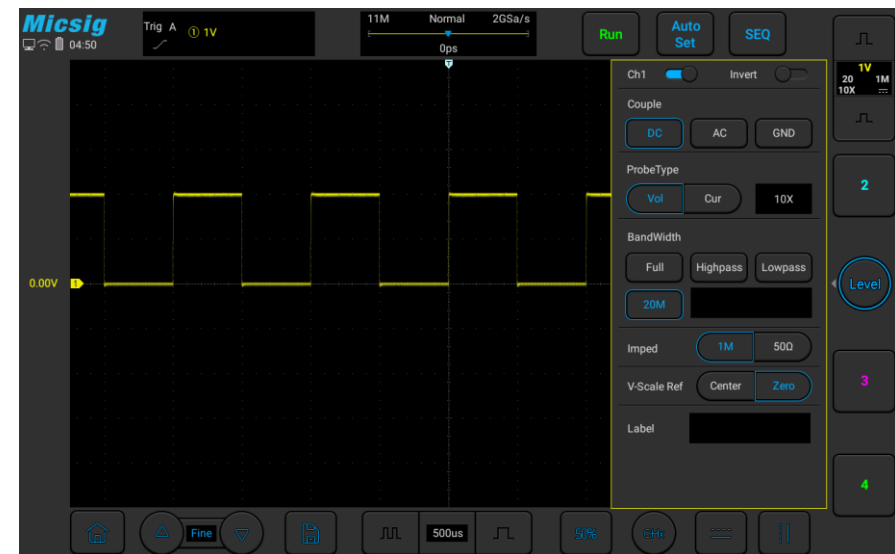 Micsig
04:50
Trig A ① 1V
11M Normal 2GSa/s
0ps
Run
Auto Set
SEQ
T
1V
20 1M
10X
Ch1 Invert
Couple
DC AC GND
ProbeType
Vol Cur 10X
BandWidth
Full Highpass Lowpass
20M
Imped 1M 50Ω
V-Scale Ref Center Zero
Label
0.00V 1
2
Level
3
4
Fine
500us
50%
CH1